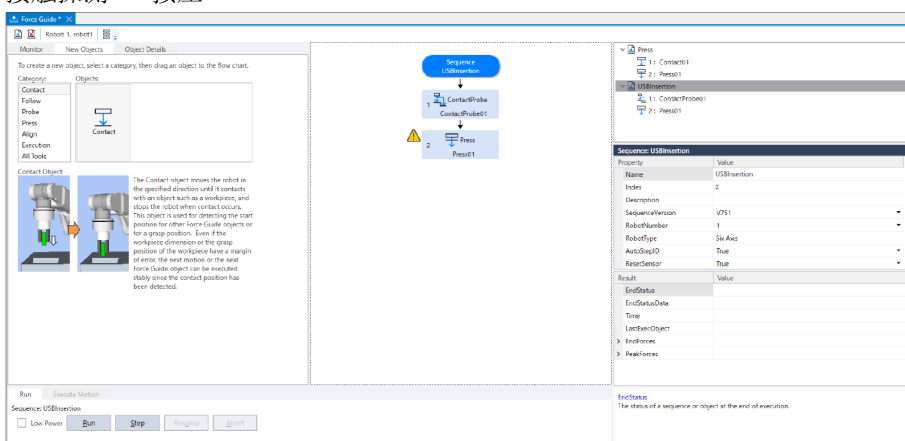 Force Guide *
Robot: 1, robot1
Monitor New Objects Object Details
To create a new object, select a category, then drag an object to the flow chart.
Category: Objects:
Contact
Follow
Probe
Press
Align
Execution
All Tools
Contact
Contact Object:
The Contact object moves the robot in
the specified direction until it contacts
with an object such as a workpiece, and
stops the robot when contact occurs.
This object is used for detecting the start
position for other Force Guide objects or
for a grasp position. Even if the
workpiece dimension or the grasp
position of the workpiece have a margin
of error, the next motion or the next
Force Guide object can be executed
stably since the contact position has
been detected.
Sequence
USBInsertion
1 ContactProbe
ContactProbe01
2 Press
Press01
Press
1: Contact01
2: Press01
USBInsertion
1: ContactProbe01
2: Press01
Sequence: USBInsertion
Property Value
Name USBInsertion
Index 2
Description
SequenceVersion V751
RobotNumber 1
RobotType Six Axis
AutoStepID True
ResetSensor True
Result Value
EndStatus
EndStatusData
Time
LastExecObject
EndForces
PeakForces
EndStatus
The status of a sequence or object at the end of execution.
Run Execute Motion
Sequence: USBInsertion
Low Power Run Step Resume Abort